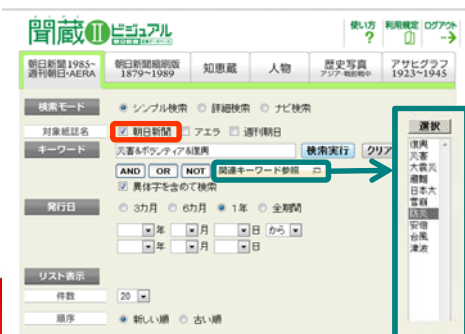 聞蔵Ⅱビジュアル
使い方
?
利用規定
ログアウト
朝日新聞1985~
週刊朝日・AERA
朝日新聞縮刷版
1879~1989
知恵蔵
人物
歴史写真
アジア・戦前戦中
アサヒグラフ
1923~1945
検索モード
シンプル検索 詳細検索 ナビ検索
対象紙誌名
朝日新聞 アエラ 週刊朝日
キーワード
災害&ボランティア&復興
検索実行 クリア
AND OR NOT 関連キーワード参照
異体字を含めて検索
発行日
3カ月 6カ月 1年 全期間
年 月 日 から
年 月 日
リスト表示
件数
20
順序
新しい順 古い順
選択
復興
災害
大震災
避難
日本大
雪崩
防災
安倍
台風
津波